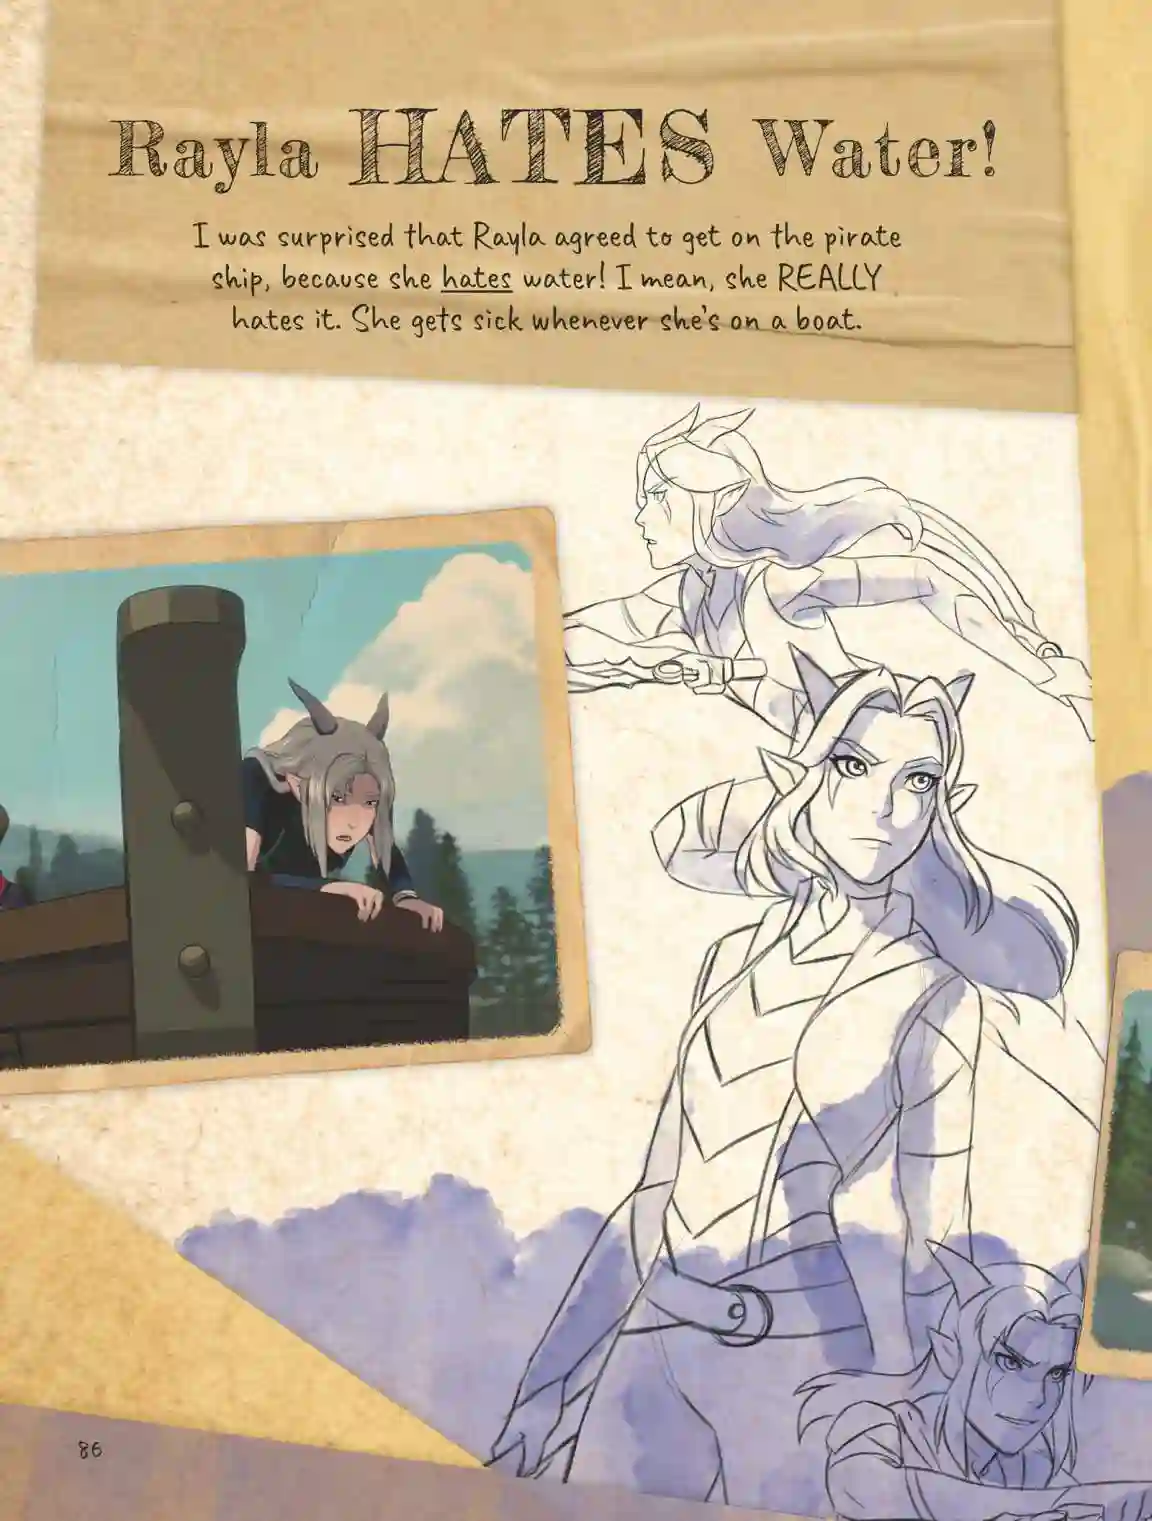 Rayla HATES Water!
I was surprised that Rayla agreed to get on the pirate
ship, because she hates water! I mean, she REALLY
hates it. She gets sick whenever she's on a boat.
86